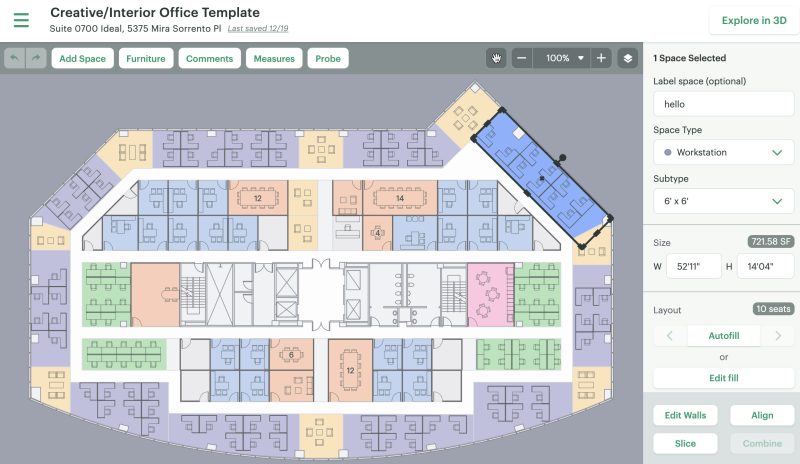 Creative/Interior Office Template
Suite 0700 Ideal, 5375 Mira Sorrento Pl Last saved 12/19
Explore in 3D
Add Space Furniture Comments Measures Probe 100%
1 Space Selected
Label space (optional)
hello
Space Type
Workstation
Subtype
6' x 6'
Size 721.58 SF
W 52'11" H 14'04"
Layout 10 seats
Autofill
or
Edit fill
Edit Walls Align
Slice Combine
12 14
4
6
12